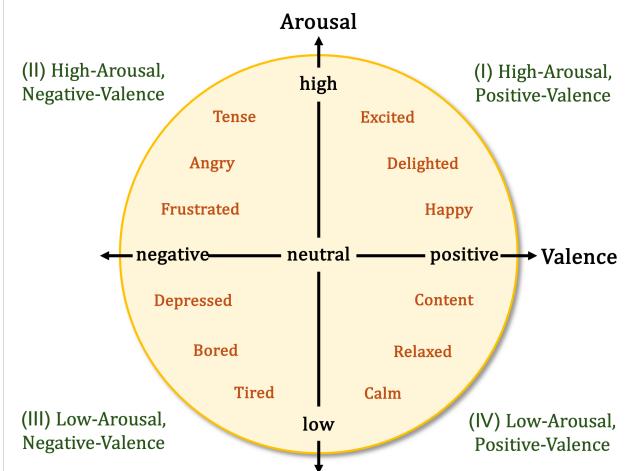 Arousal
(II) High-Arousal,
Negative-Valence
(I) High-Arousal,
Positive-Valence
high
Tense
Excited
Angry
Delighted
Frustrated
Happy
negative
neutral
positive
Valence
Depressed
Content
Bored
Relaxed
Tired
Calm
(III) Low-Arousal,
Negative-Valence
low
(IV) Low-Arousal,
Positive-Valence